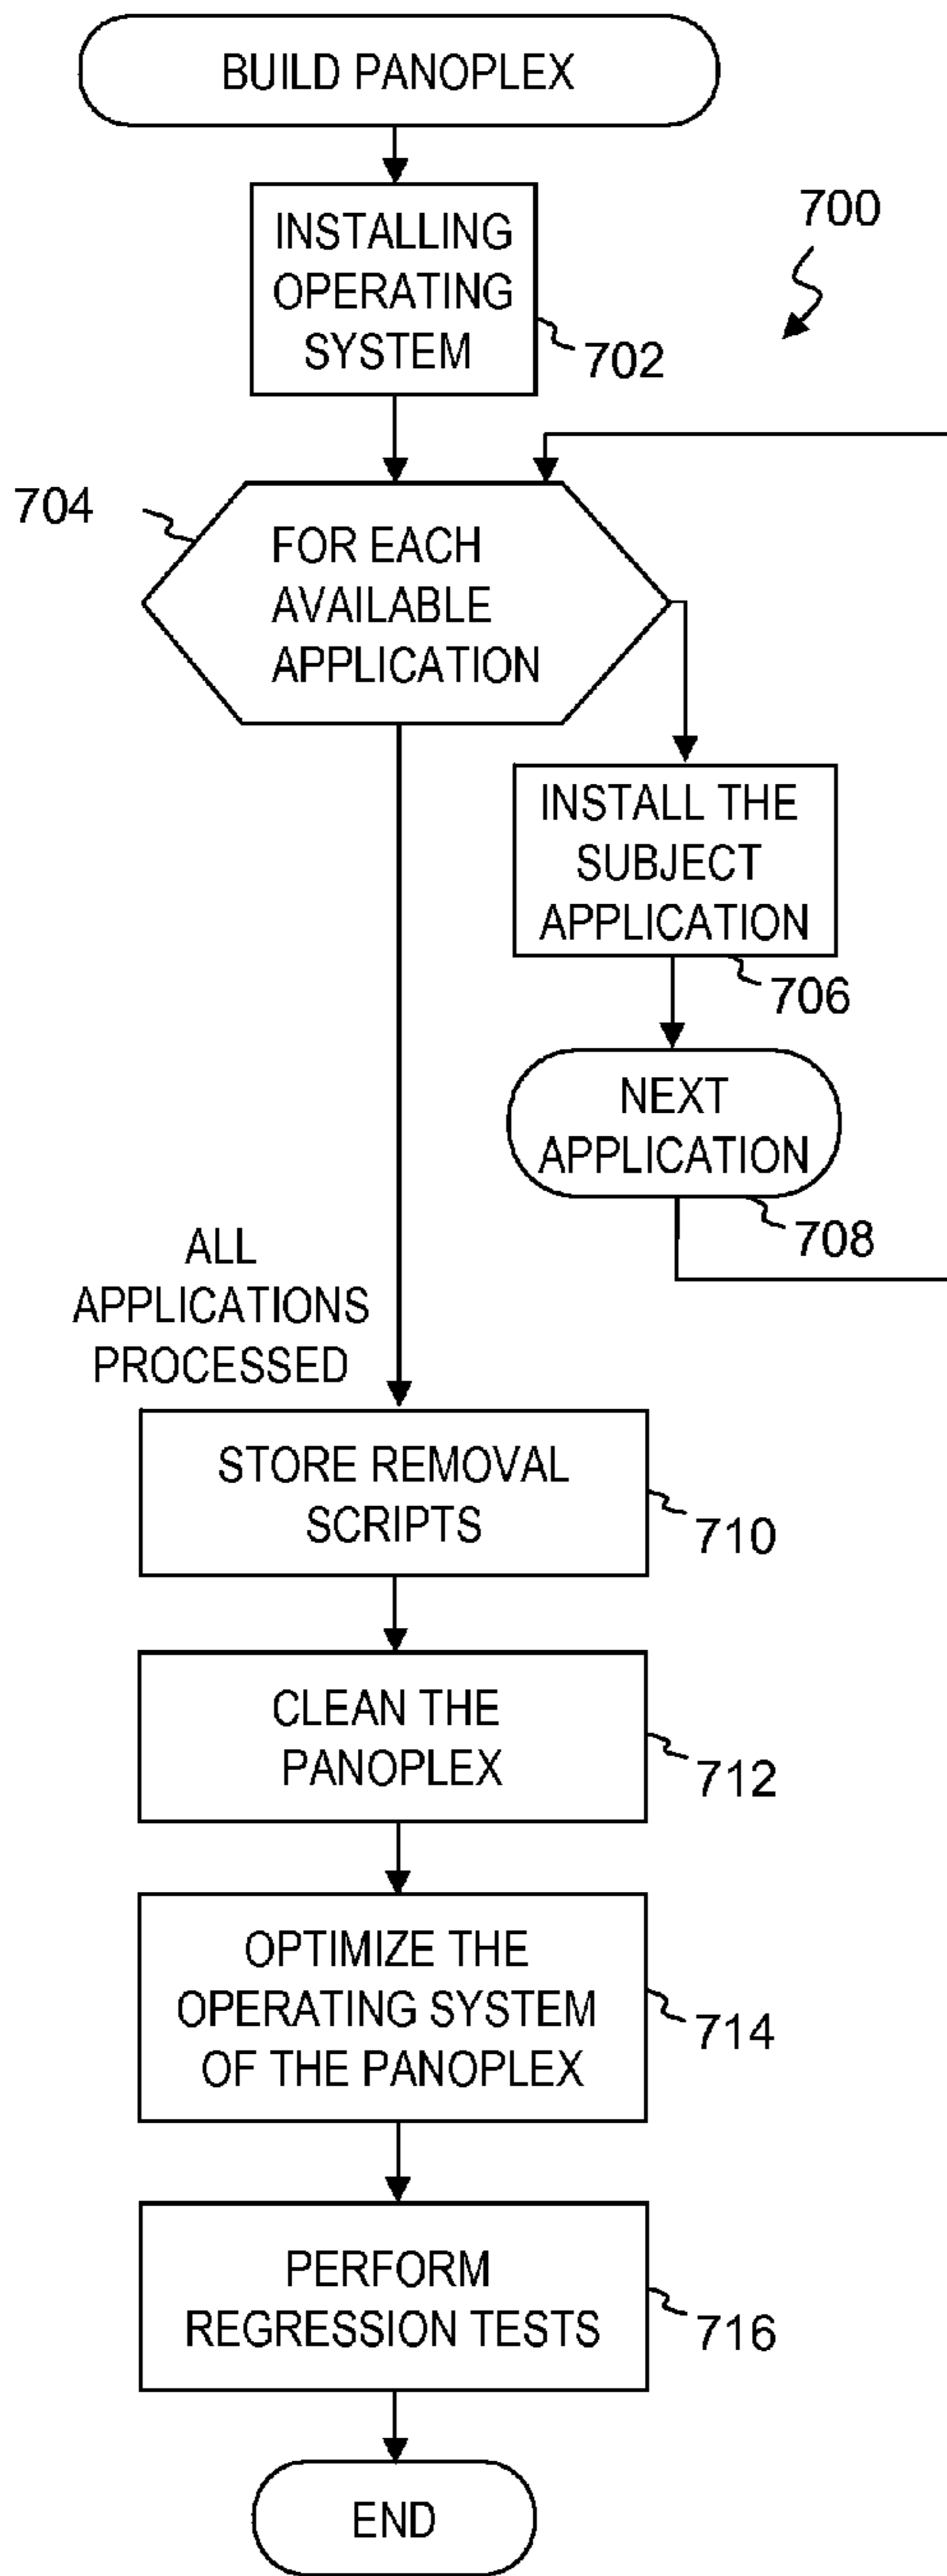 BUILD PANOPLEX
INSTALLING
OPERATING
SYSTEM
702
700
704
FOR EACH
AVAILABLE
APPLICATION
INSTALL THE
SUBJECT
APPLICATION
706
NEXT
APPLICATION
708
ALL
APPLICATIONS
PROCESSED
STORE REMOVAL
SCRIPTS
710
CLEAN THE
PANOPLEX
712
OPTIMIZE THE
OPERATING SYSTEM
OF THE PANOPLEX
714
PERFORM
REGRESSION TESTS
716
END